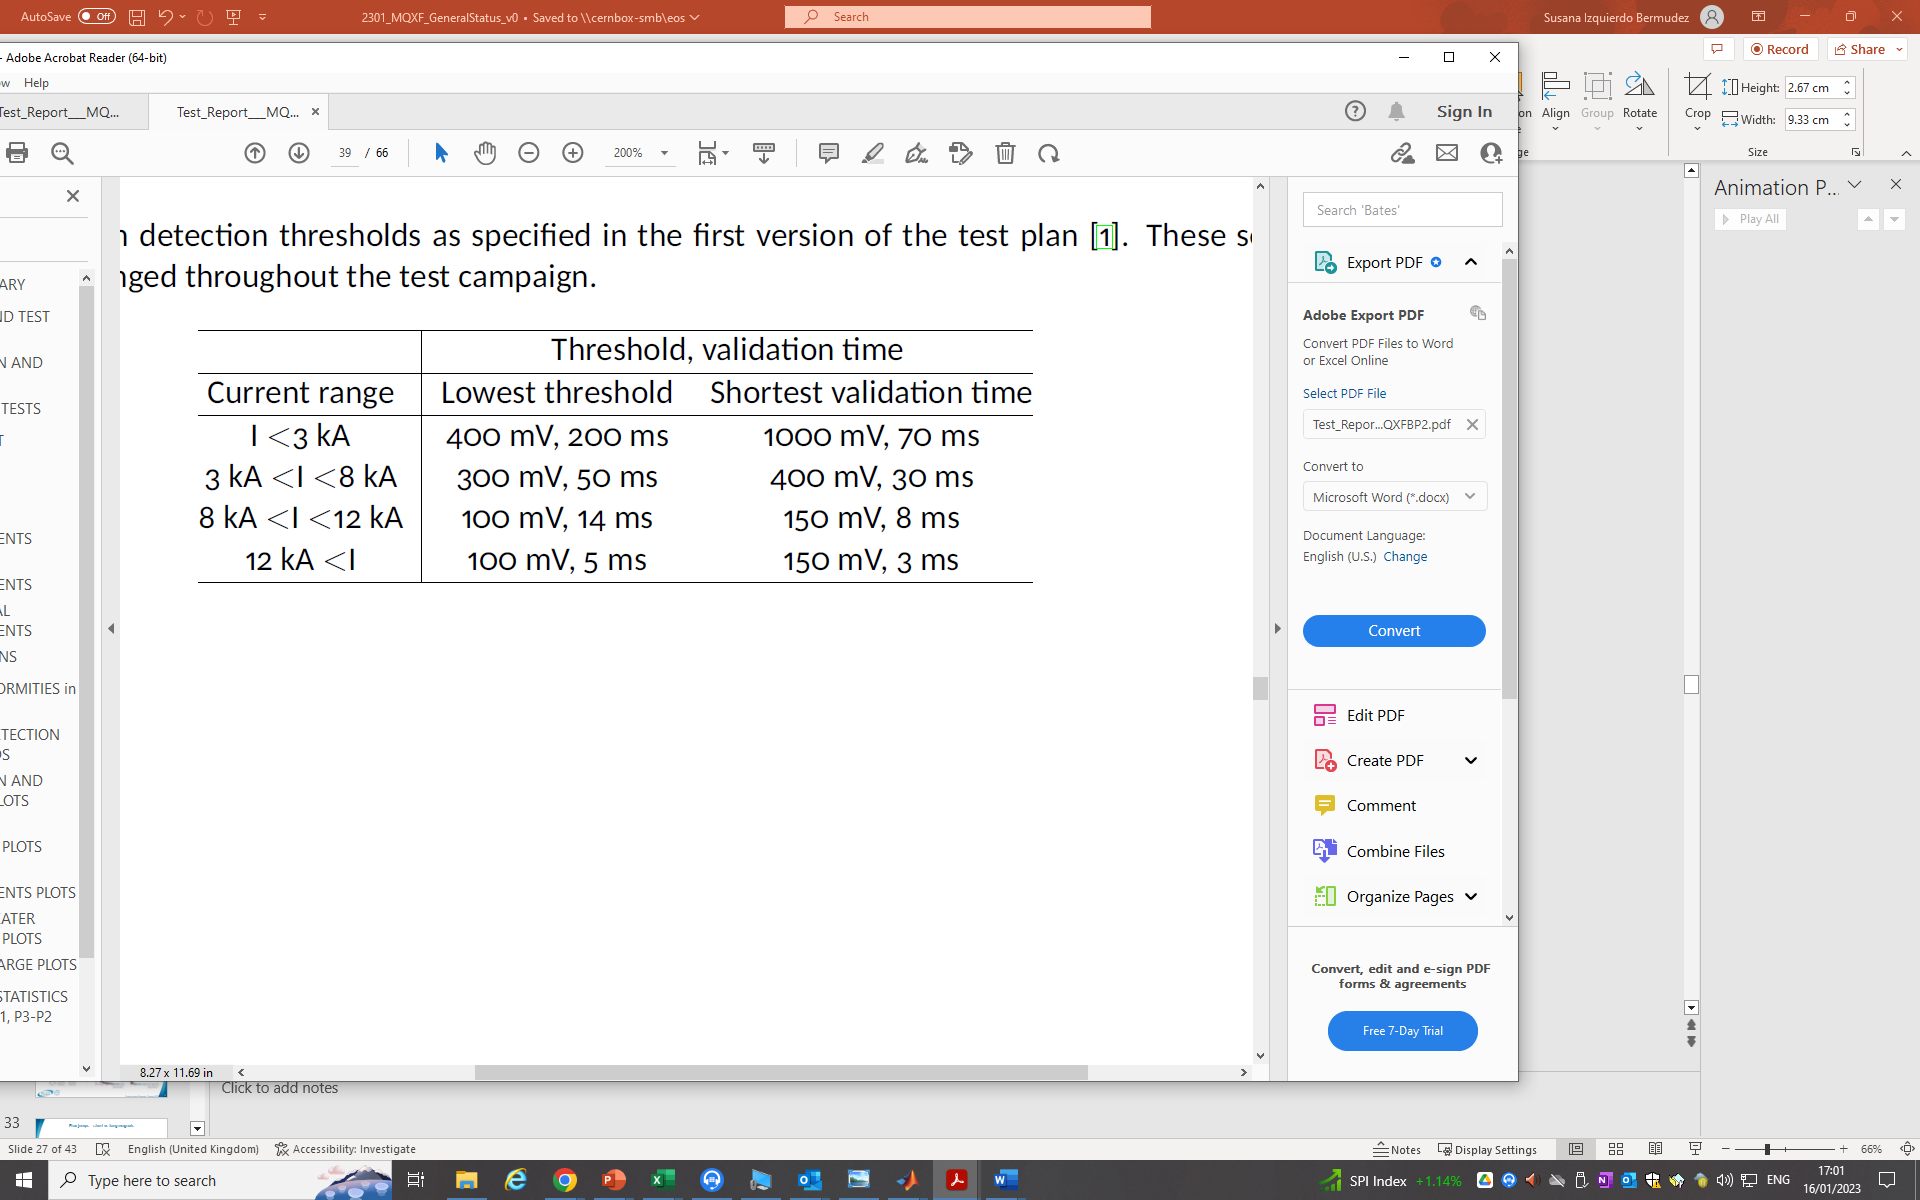 AutoSave Off 2301_MQXF_GeneralStatus_v0 • Saved to \\cernbox-smb\eos Search Susana Izquierdo Bermudez
- Adobe Acrobat Reader (64-bit)
Record Share
Help
Test_Report___MQ... Test_Report___MQ... Sign In
39 / 66 200%
Align Group Rotate Crop Height: 2.67 cm
Width: 9.33 cm
Size
detection thresholds as specified in the first version of the test plan [1]. These
throughout the test campaign.
Threshold, validation time
Current range Lowest threshold Shortest validation time
I <3 kA 400 mV, 200 ms 1000 mV, 70 ms
3 kA <I <8 kA 300 mV, 50 ms 400 mV, 30 ms
8 kA <I <12 kA 100 mV, 14 ms 150 mV, 8 ms
12 kA <I 100 mV, 5 ms 150 mV, 3 ms
ARY
ND TEST
N AND
TESTS
T
ENTS
ENTS
AL
ENTS
NS
ORMITIES in
TECTION
DS
N AND
LOTS
PLOTS
ENTS PLOTS
EATER
PLOTS
ARGE PLOTS
STATISTICS
1, P3-P2
8.27 x 11.69 in
Search 'Bates'
Export PDF
Adobe Export PDF
Convert PDF Files to Word
or Excel Online
Select PDF File
Test_Repor...QXFBP2.pdf
Convert to
Microsoft Word (*.docx)
Document Language:
English (U.S.) Change
Convert
Edit PDF
Create PDF
Comment
Combine Files
Organize Pages
Convert, edit and e-sign PDF
forms & agreements
Free 7-Day Trial
Animation P...
Play All
Click to add notes
33
Slide 27 of 43 English (United Kingdom) Accessibility: Investigate Notes Display Settings 66%
Type here to search SPI Index +1.14% ENG 17:01
16/01/2023